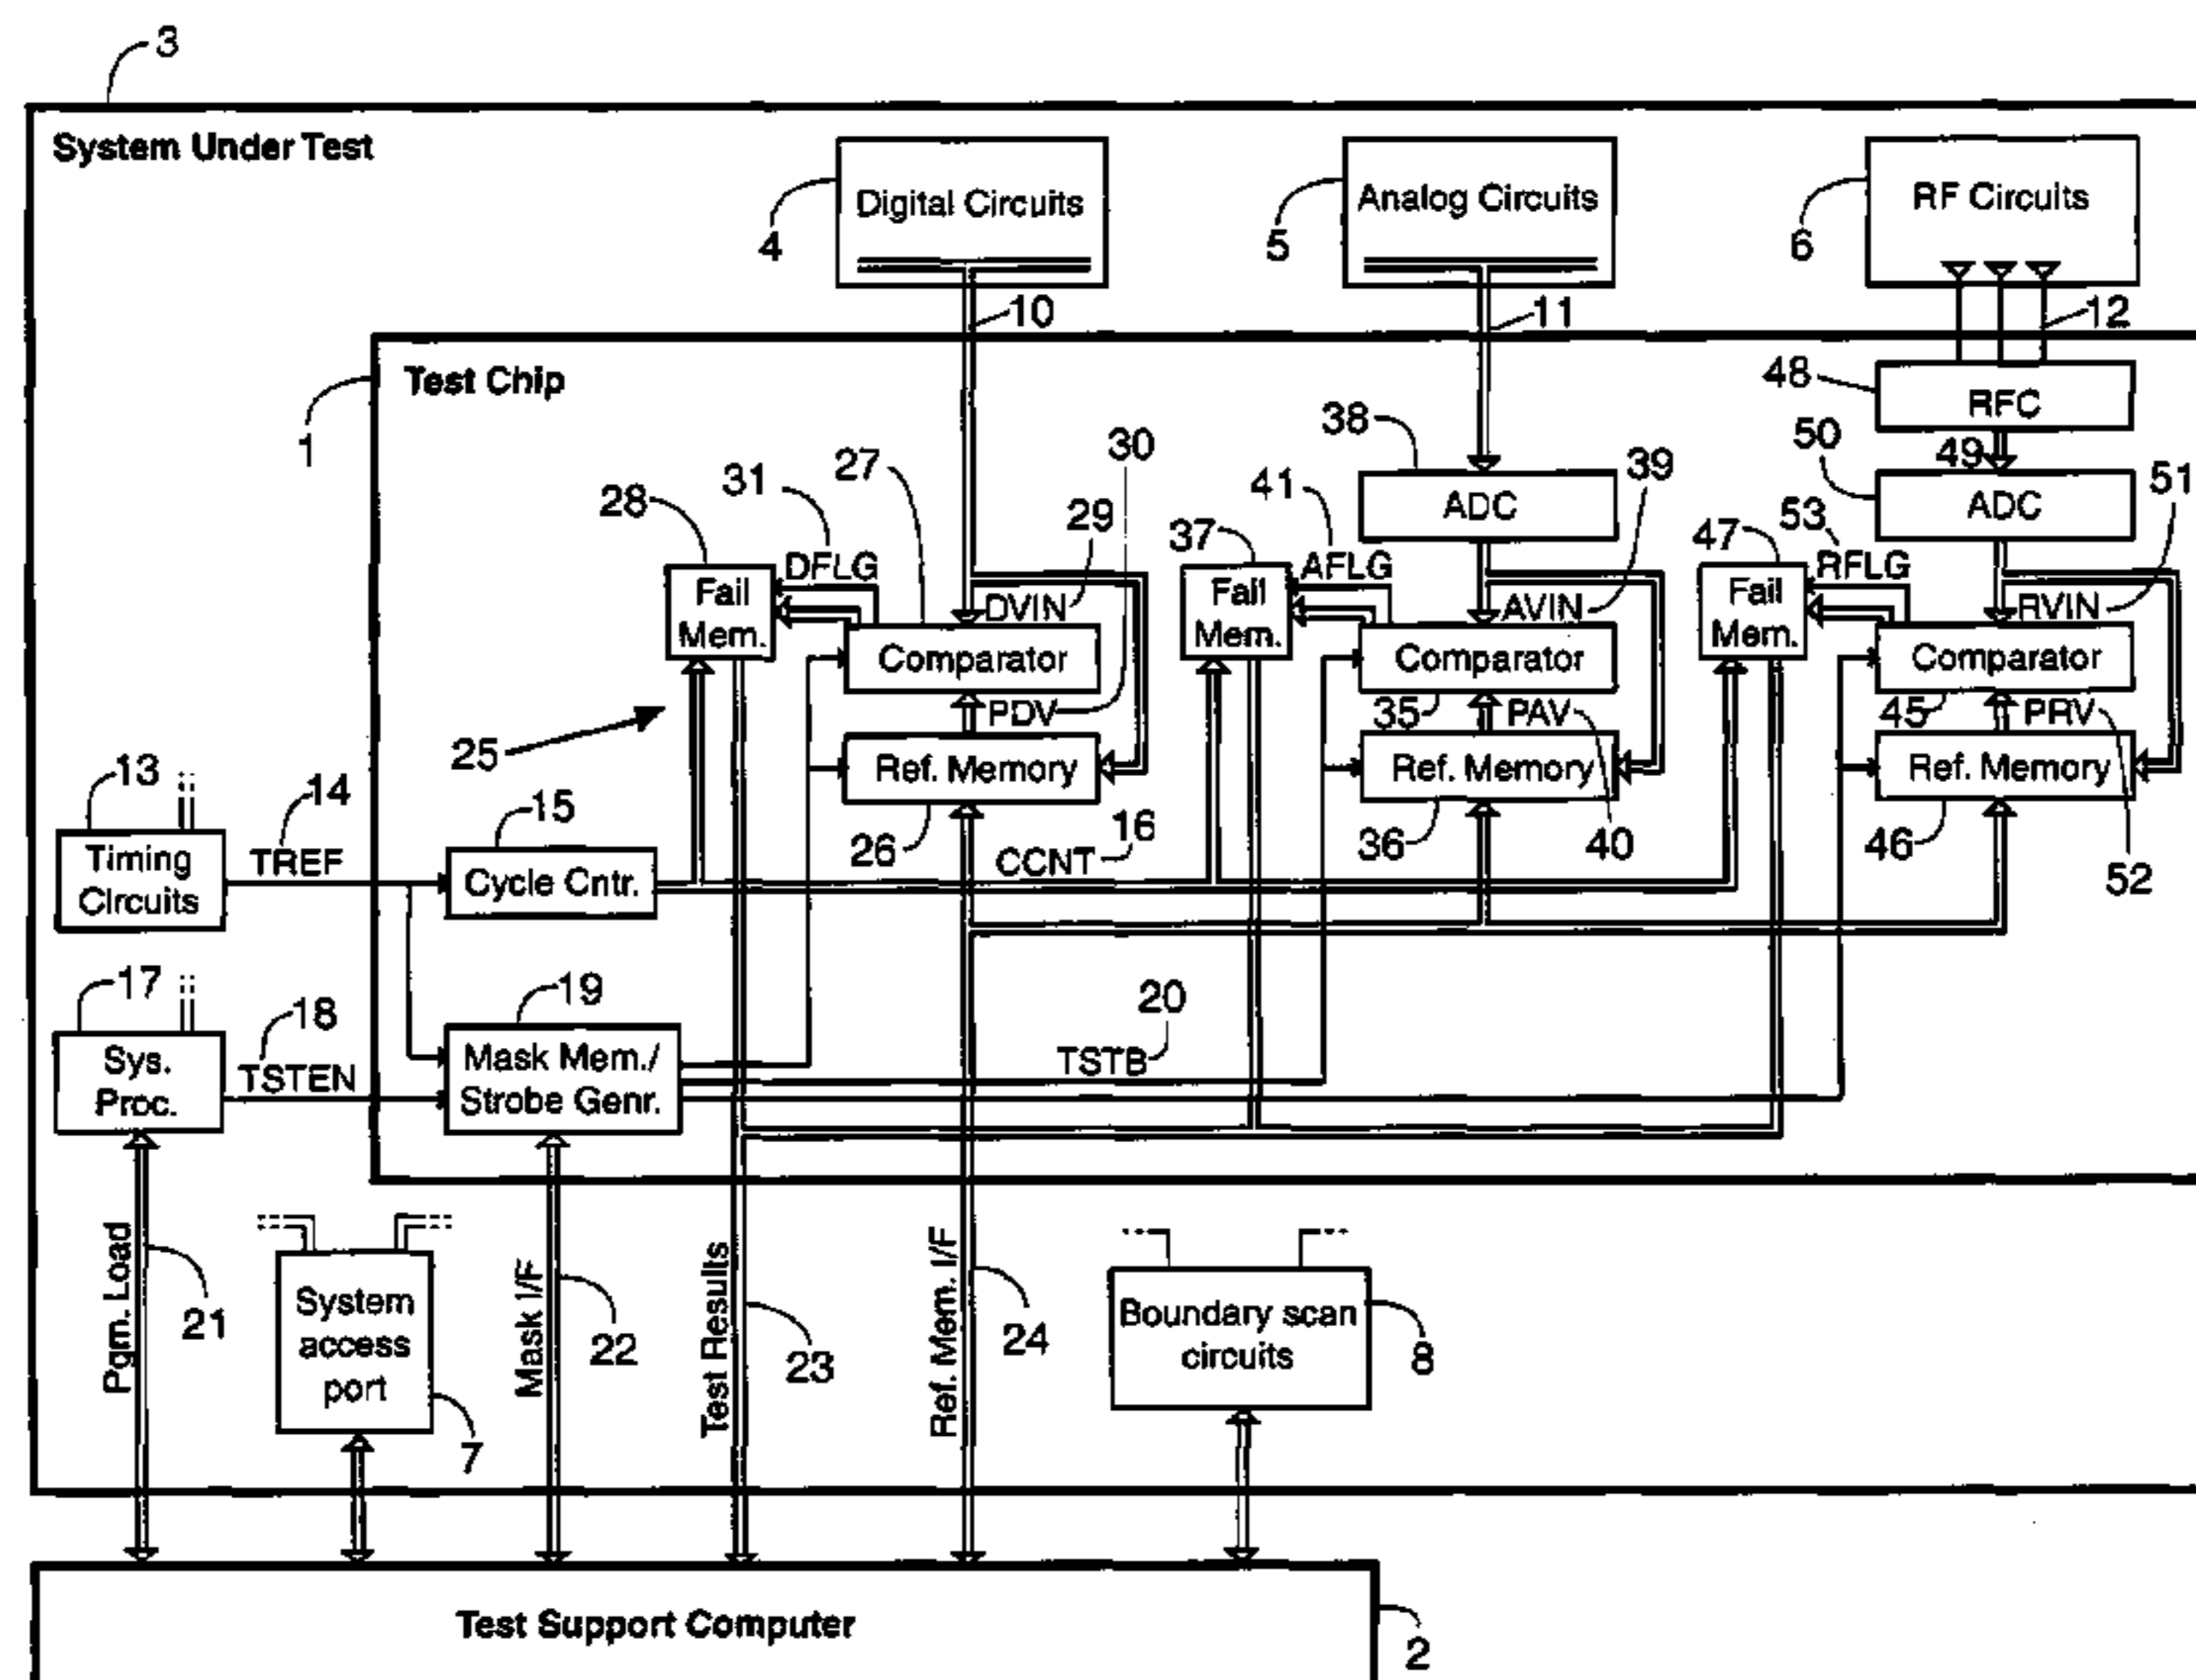 3
System Under Test
Digital Circuits
Analog Circuits
RF Circuits
4
5
6
10
11
12
Test Chip
1
48
RFC
38
30
50
49
27
39
31
41
51
28
29
ADC
ADC
37
53
47
DFLG
AFLG
RFLG
Fail
Mem.
DVIN
Fail
Mem.
AVIN
Fail
Mem.
RVIN
Comparator
Comparator
Comparator
PDV
35
PAV
45
PRV
25
Ref. Memory
Ref. Memory
Ref. Memory
13
14
15
26
16
36
40
46
52
Timing
Circuits
TREF
Cycle Cntr.
CCNT
17
18
19
20
Sys.
Proc.
TSTEN
Mask Mem./
Strobe Genr.
TSTB
Pgm. Load
21
System
access
port
7
Mask I/F
22
Test Results
23
Ref. Mem. I/F
24
Boundary scan
circuits
8
Test Support Computer
2